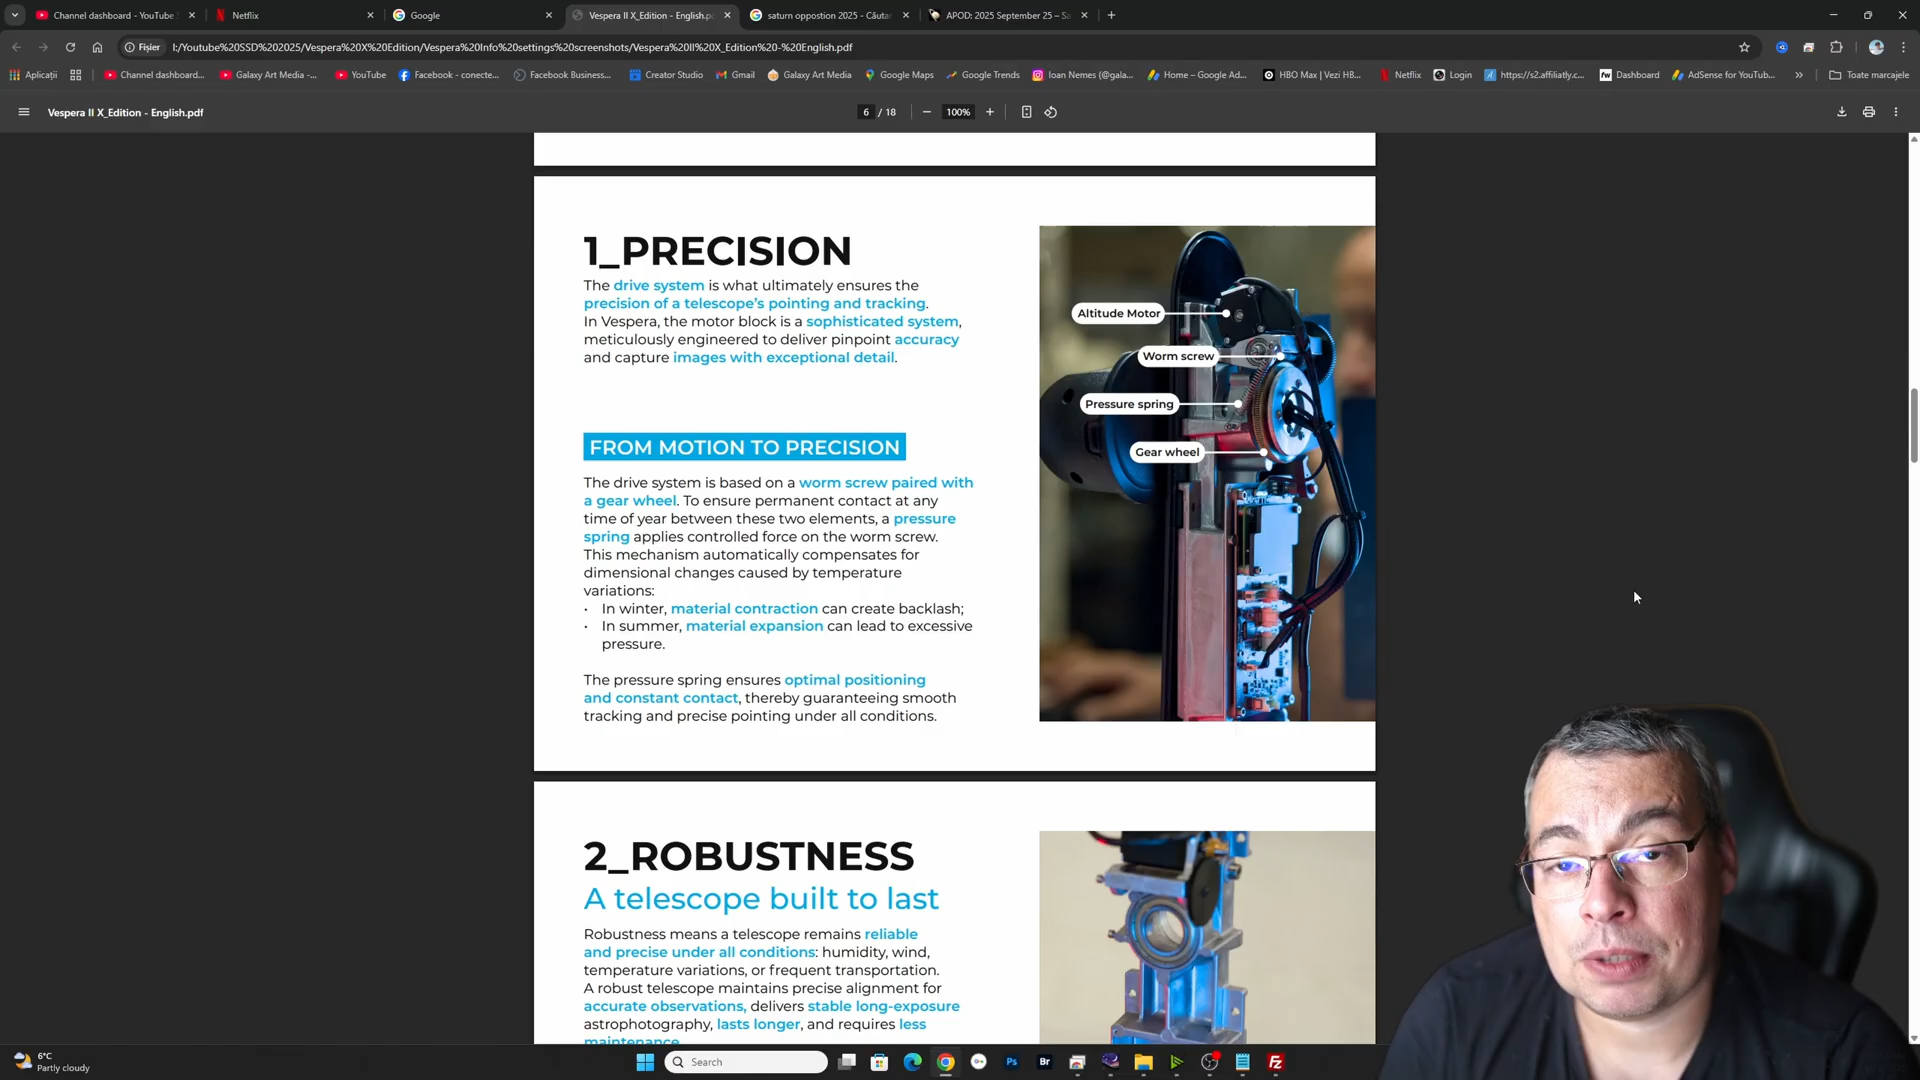 Channel dashboard - YouTube
Netflix
Google
Vespera II X_Edition - English.pdf
saturn oppostion 2025 - Căutar
APOD: 2025 September 25 – Sa
Fișier
I:/Youtube%20SSD%202025/Vespera%20X%20Edition/Vespera%20Info%20settings%20screenshots/Vespera%20II%20X_Edition%20-%20English.pdf
Aplicații
Channel dashboard...
Galaxy Art Media -...
YouTube
Facebook - conecte...
Facebook Business...
Creator Studio
Gmail
Galaxy Art Media
Google Maps
Google Trends
Ioan Nemes (@gala...
Home – Google Ad...
HBO Max | Vezi HB...
Netflix
Login
https://s2.affiliatly.c...
Dashboard
AdSense for YouTub...
Toate marcajele
Vespera II X_Edition - English.pdf
6 / 18
100%
1_PRECISION
The drive system is what ultimately ensures the
precision of a telescope's pointing and tracking.
In Vespera, the motor block is a sophisticated system,
meticulously engineered to deliver pinpoint accuracy
and capture images with exceptional detail.
FROM MOTION TO PRECISION
The drive system is based on a worm screw paired with
a gear wheel. To ensure permanent contact at any
time of year between these two elements, a pressure
spring applies controlled force on the worm screw.
This mechanism automatically compensates for
dimensional changes caused by temperature
variations:
• In winter, material contraction can create backlash;
• In summer, material expansion can lead to excessive
pressure.
The pressure spring ensures optimal positioning
and constant contact, thereby guaranteeing smooth
tracking and precise pointing under all conditions.
Altitude Motor
Worm screw
Pressure spring
Gear wheel
2_ROBUSTNESS
A telescope built to last
Robustness means a telescope remains reliable
and precise under all conditions: humidity, wind,
temperature variations, or frequent transportation.
A robust telescope maintains precise alignment for
accurate observations, delivers stable long-exposure
astrophotography, lasts longer, and requires less
maintenance
6°C
Partly cloudy
Search
Ps
Br
Fz